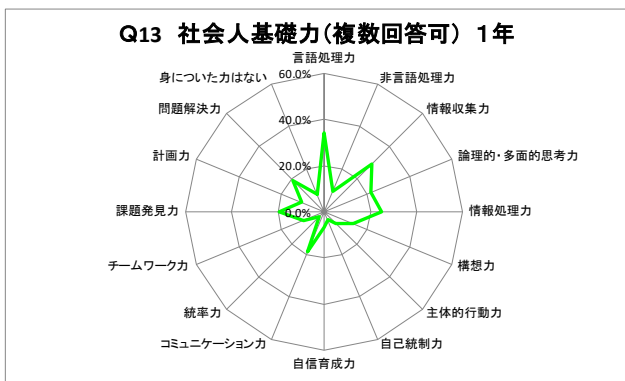 Q13 社会人基礎力(複数回答可) 1年
言語処理力
非言語処理力
情報収集力
論理的・多面的思考力
情報処理力
構想力
主体的行動力
自己統制力
自信育成力
コミュニケーション力
統率力
チームワーク力
課題発見力
計画力
問題解決力
身についた力はない
60.0%
40.0%
20.0%
0.0%